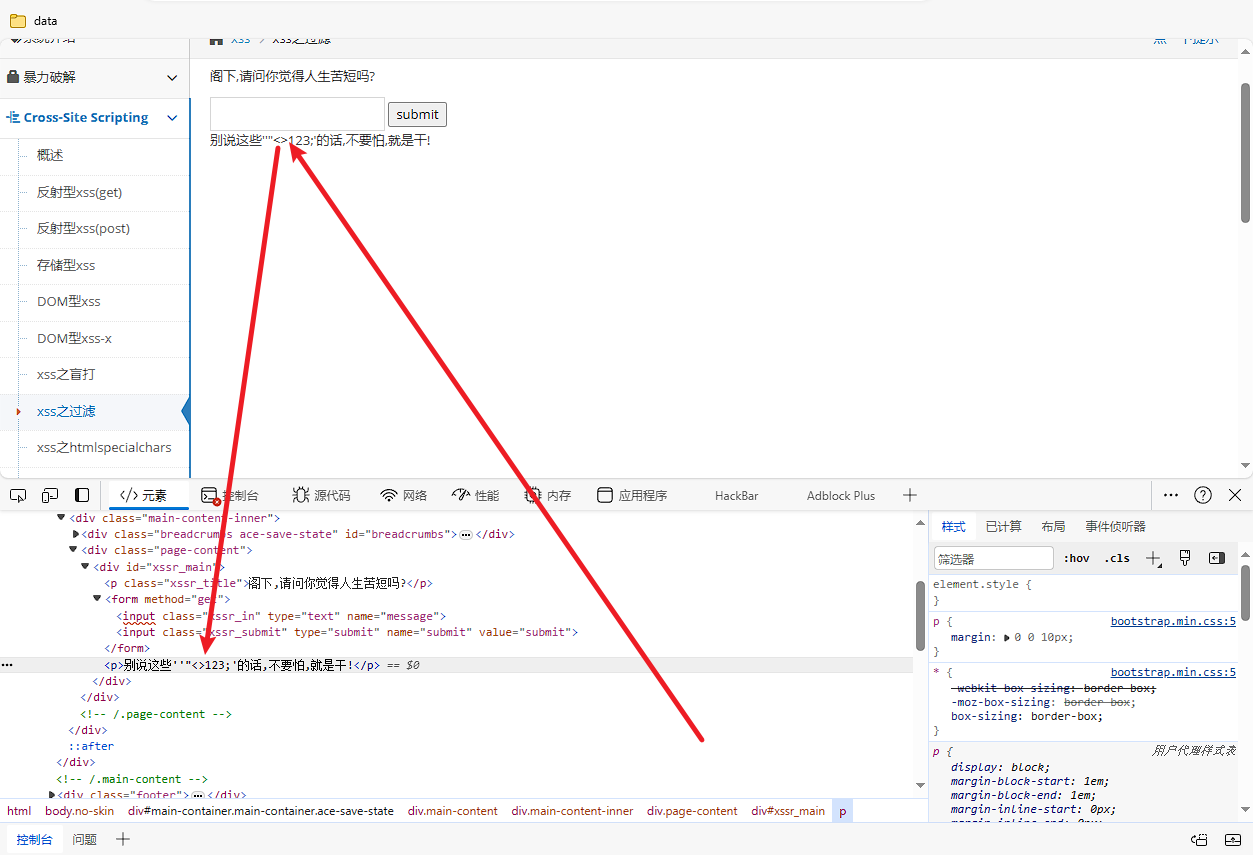 data
xss
xss之过滤
阁下,请问你觉得人生苦短吗?
暴力破解
submit
Cross-Site Scripting
别说这些''"<>123;'的话,不要怕,就是干!
概述
反射型xss(get)
反射型xss(post)
存储型xss
DOM型xss
DOM型xss-x
xss之盲打
xss之过滤
xss之htmlspecialchars
元素
控制台
源代码
网络
性能
内存
应用程序
HackBar
Adblock Plus
<div class="main-content-inner">
<div class="breadcrumbs ace-save-state" id="breadcrumbs">…</div>
<div class="page-content">
<div id="xssr_main">
<p class="xssr_title">阁下,请问你觉得人生苦短吗?</p>
<form method="get">
<input class="xssr_in" type="text" name="message">
<input class="xssr_submit" type="submit" name="submit" value="submit">
</form>
<p>别说这些''"<>123;'的话,不要怕,就是干!</p> == $0
</div>
</div>
<!-- /.page-content -->
</div>
::after
</div>
<!-- /.main-content -->
<div class="footer">…</div>
样式
已计算
布局
事件侦听器
筛选器
:hov
.cls
element.style {
}
p {
bootstrap.min.css:5
margin: 0 0 10px;
}
* {
bootstrap.min.css:5
-webkit-box-sizing: border-box;
-moz-box-sizing: border-box;
box-sizing: border-box;
}
p {
用户代理样式表
display: block;
margin-block-start: 1em;
margin-block-end: 1em;
margin-inline-start: 0px;
margin-inline-end: 0px;
html
body.no-skin
div#main-container.main-container.ace-save-state
div.main-content
div.main-content-inner
div.page-content
div#xssr_main
p
控制台
问题